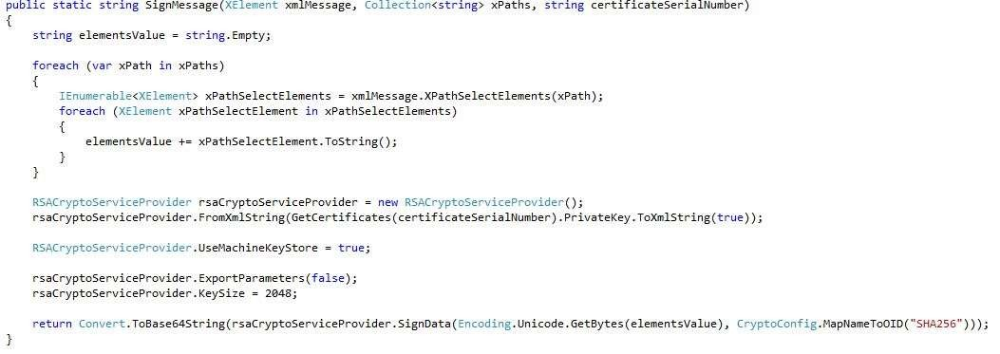 public static string SignMessage(XElement xmlMessage, Collection<string> xPaths, string certificateSerialNumber)
{
    string elementsValue = string.Empty;

    foreach (var xPath in xPaths)
    {
        IEnumerable<XElement> xPathSelectElements = xmlMessage.XPathSelectElements(xPath);
        foreach (XElement xPathSelectElement in xPathSelectElements)
        {
            elementsValue += xPathSelectElement.ToString();
        }
    }

    RSACryptoServiceProvider rsaCryptoServiceProvider = new RSACryptoServiceProvider();
    rsaCryptoServiceProvider.FromXmlString(GetCertificates(certificateSerialNumber).PrivateKey.ToXmlString(true));

    RSACryptoServiceProvider.UseMachineKeyStore = true;

    rsaCryptoServiceProvider.ExportParameters(false);
    rsaCryptoServiceProvider.KeySize = 2048;

    return Convert.ToBase64String(rsaCryptoServiceProvider.SignData(Encoding.Unicode.GetBytes(elementsValue), CryptoConfig.MapNameToOID("SHA256")));
}